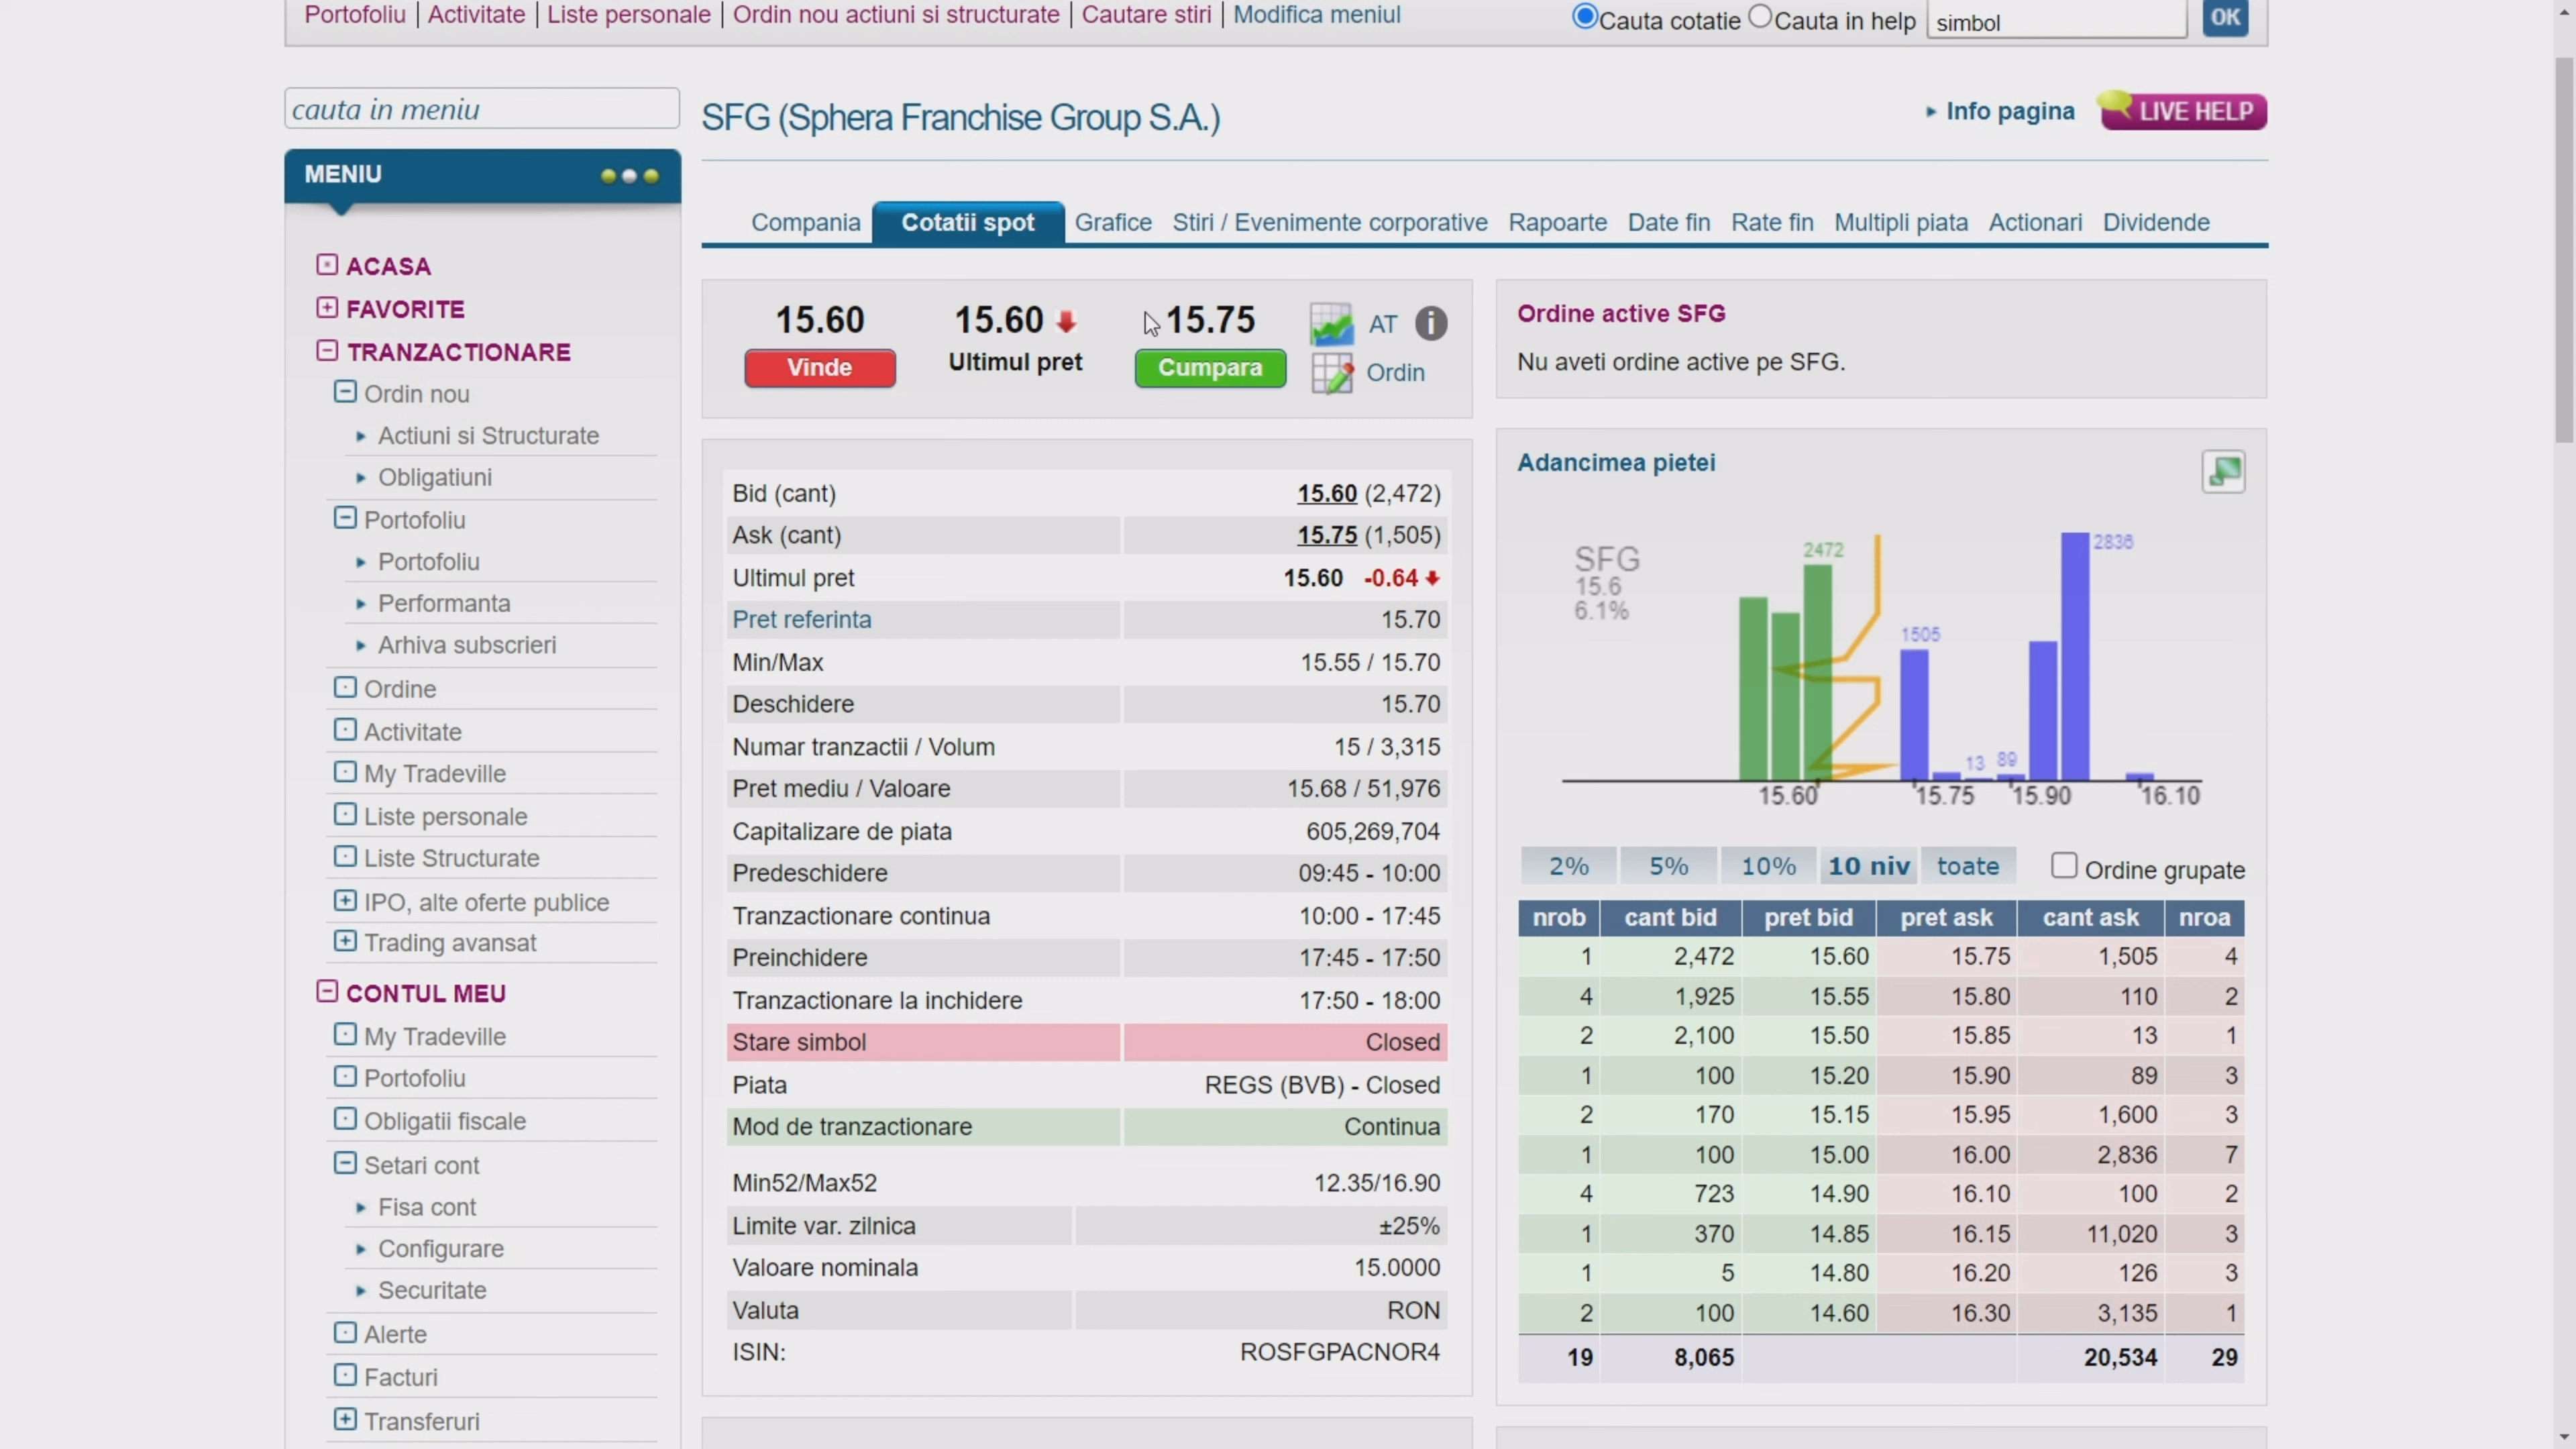 Portofoliu | Activitate | Liste personale | Ordin nou actiuni si structurate | Cautare stiri | Modifica meniul
Cauta cotatie Cauta in help simbol OK
cauta in meniu
MENIU
ACASA
FAVORITE
TRANZACTIONARE
Ordin nou
Actiuni si Structurate
Obligatiuni
Portofoliu
Portofoliu
Performanta
Arhiva subscrieri
Ordine
Activitate
My Tradeville
Liste personale
Liste Structurate
IPO, alte oferte publice
Trading avansat
CONTUL MEU
My Tradeville
Portofoliu
Obligatii fiscale
Setari cont
Fisa cont
Configurare
Securitate
Alerte
Facturi
Transferuri
SFG (Sphera Franchise Group S.A.)
Info pagina LIVE HELP
Compania Cotatii spot Grafice Stiri / Evenimente corporative Rapoarte Date fin Rate fin Multipli piata Actionari Dividende
15.60 15.60 15.75 AT i
Vinde Ultimul pret Cumpara Ordin
Bid (cant) 15.60 (2,472)
Ask (cant) 15.75 (1,505)
Ultimul pret 15.60 -0.64
Pret referinta 15.70
Min/Max 15.55 / 15.70
Deschidere 15.70
Numar tranzactii / Volum 15 / 3,315
Pret mediu / Valoare 15.68 / 51,976
Capitalizare de piata 605,269,704
Predeschidere 09:45 - 10:00
Tranzactionare continua 10:00 - 17:45
Preinchidere 17:45 - 17:50
Tranzactionare la inchidere 17:50 - 18:00
Stare simbol Closed
Piata REGS (BVB) - Closed
Mod de tranzactionare Continua
Min52/Max52 12.35/16.90
Limite var. zilnica ±25%
Valoare nominala 15.0000
Valuta RON
ISIN: ROSFGPACNOR4
Ordine active SFG
Nu aveti ordine active pe SFG.
Adancimea pietei
SFG
15.6
6.1%
2472
1505
13
89
2836
15.60 15.75 15.90 16.10
2% 5% 10% 10 niv toate Ordine grupate
nrob cant bid pret bid pret ask cant ask nroa
1 2,472 15.60 15.75 1,505 4
4 1,925 15.55 15.80 110 2
2 2,100 15.50 15.85 13 1
1 100 15.20 15.90 89 3
2 170 15.15 15.95 1,600 3
1 100 15.00 16.00 2,836 7
4 723 14.90 16.10 100 2
1 370 14.85 16.15 11,020 3
1 5 14.80 16.20 126 3
2 100 14.60 16.30 3,135 1
19 8,065 20,534 29